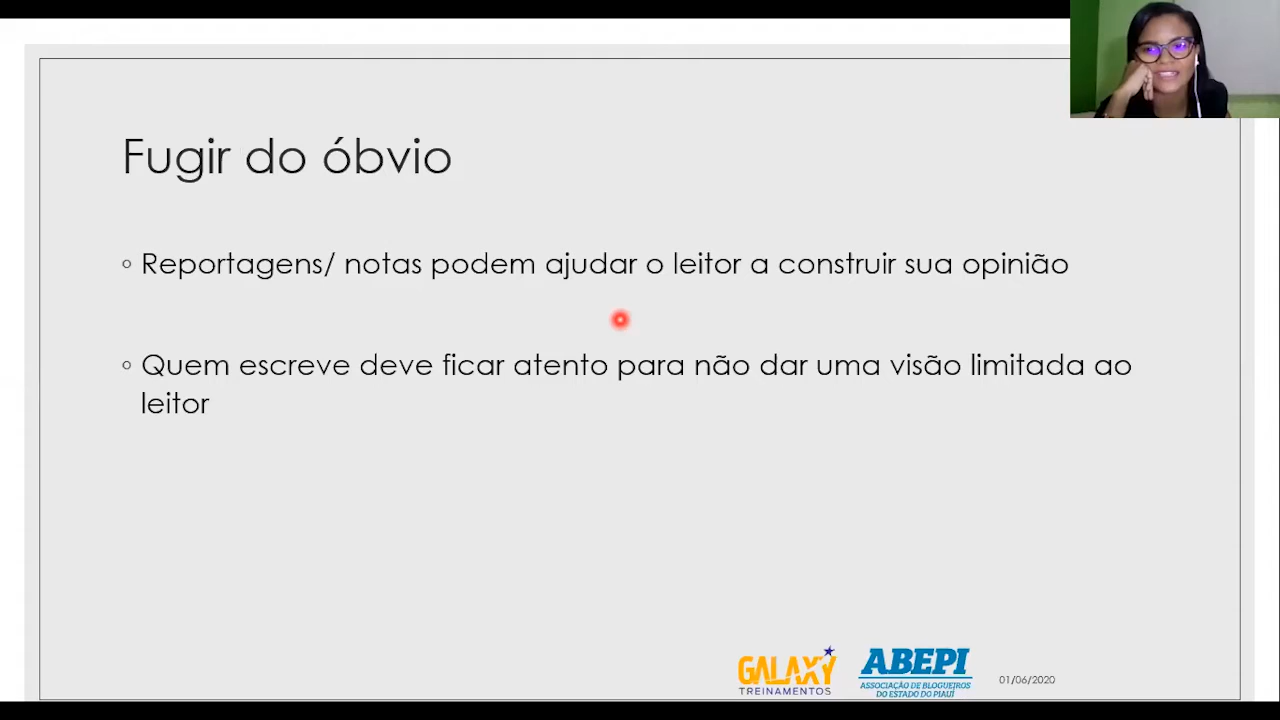 Fugir do óbvio
◦ Reportagens/ notas podem ajudar o leitor a construir sua opinião
◦ Quem escreve deve ficar atento para não dar uma visão limitada ao
leitor
GALAXY
TREINAMENTOS
ABEPI
ASSOCIAÇÃO DE BLOGUEIROS
DO ESTADO DO PIAUÍ
01/06/2020